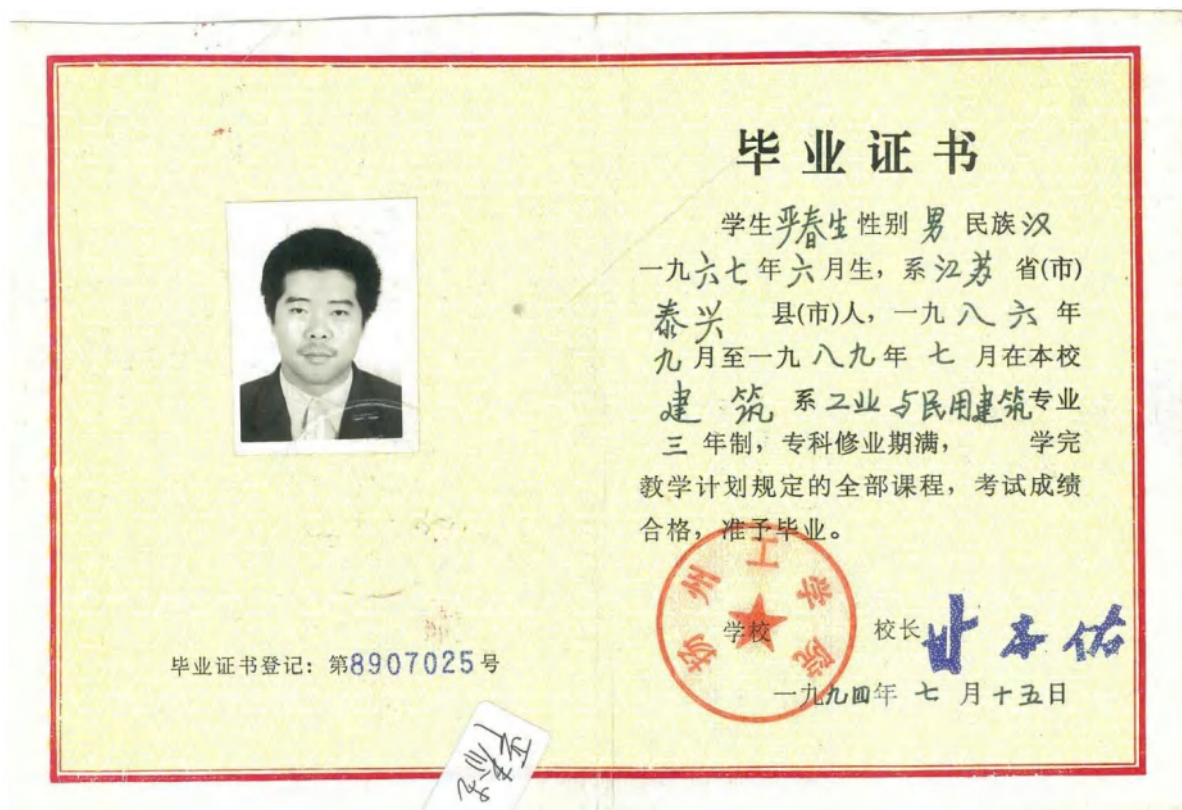 毕业证书
学生严春生性别 男 民族汉
一九六七年六月生，系江苏 省(市)
泰兴 县(市)人，一九八六年
九月至一九八九年 七 月在本校
建筑 系工业与民用建筑专业
三 年制，专科修业期满， 学完
教学计划规定的全部课程，考试成绩
合格，准予毕业。
扬州工学院
学校 校长
一九九四年 七 月十五日
毕业证书登记：第8907025号